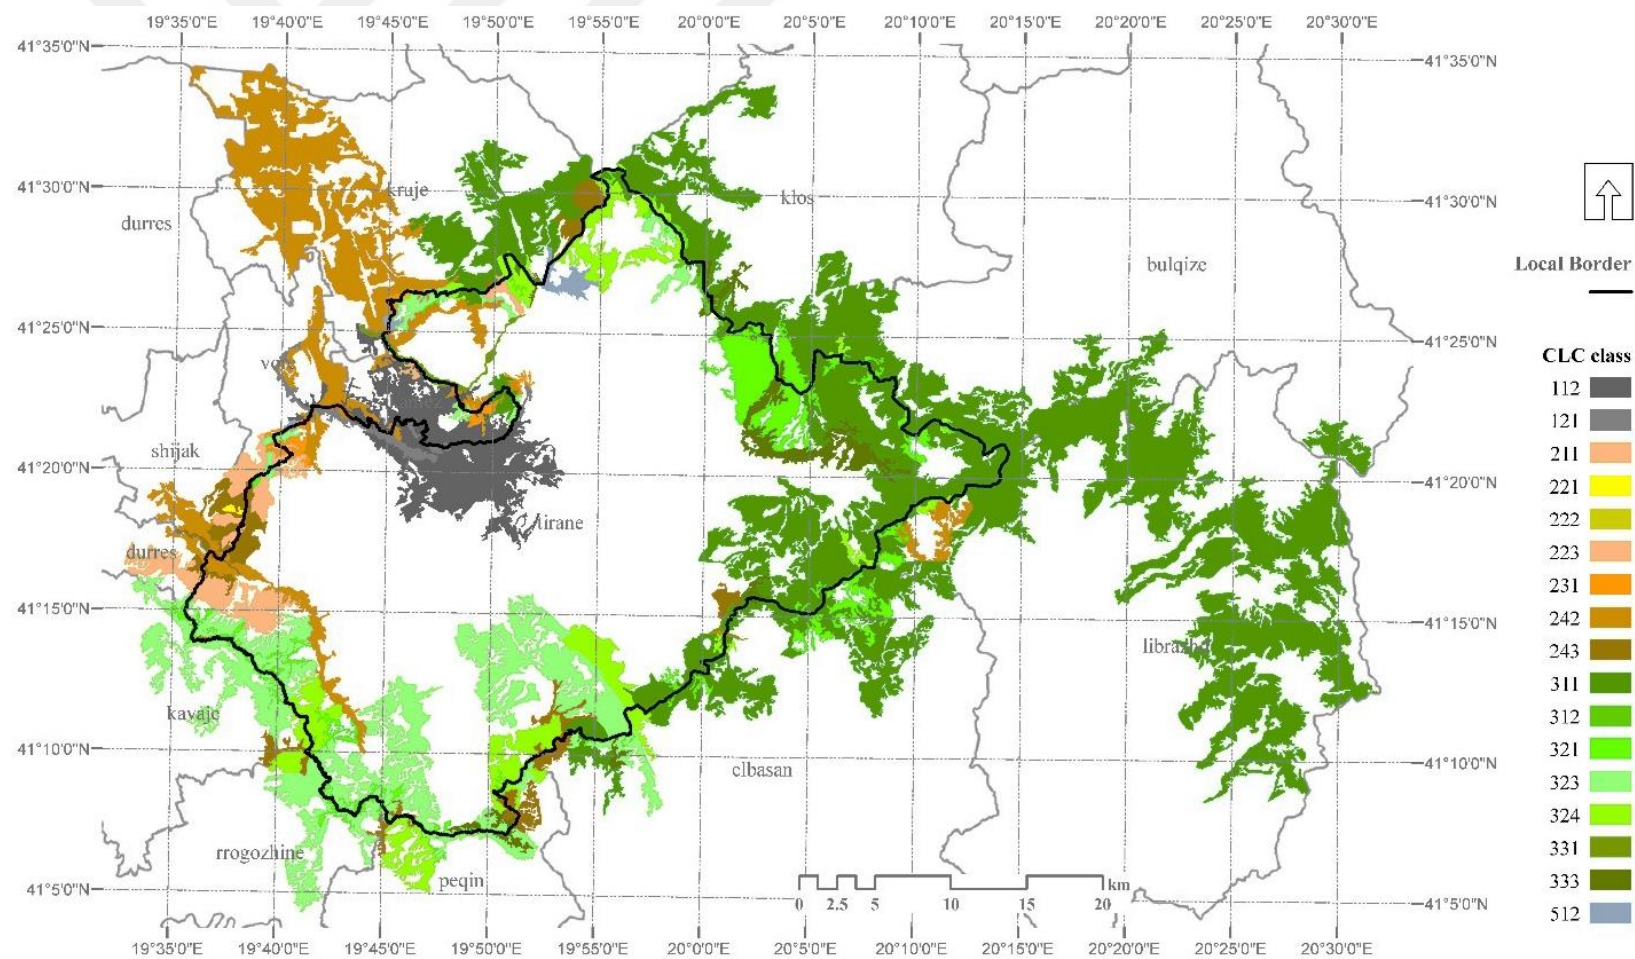 19°35'0"E 19°40'0"E 19°45'0"E 19°50'0"E 19°55'0"E 20°0'0"E 20°5'0"E 20°10'0"E 20°15'0"E 20°20'0"E 20°25'0"E 20°30'0"E
41°35'0"N 41°35'0"N
41°30'0"N kruje klos 41°30'0"N
durres
bulqize
Local Border
41°25'0"N 41°25'0"N
CLC class
112
121
shijak 211
41°20'0"N 41°20'0"N
221
tirane 222
durres 223
231
41°15'0"N 41°15'0"N
242
243
311
kavaje 312
41°10'0"N 41°10'0"N
elbasan
321
323
324
rrogozhine
331
peqin
km
333
0 2.5 5 10 15 20
41°5'0"N 41°5'0"N
512
19°35'0"E 19°40'0"E 19°45'0"E 19°50'0"E 19°55'0"E 20°0'0"E 20°5'0"E 20°10'0"E 20°15'0"E 20°20'0"E 20°25'0"E 20°30'0"E